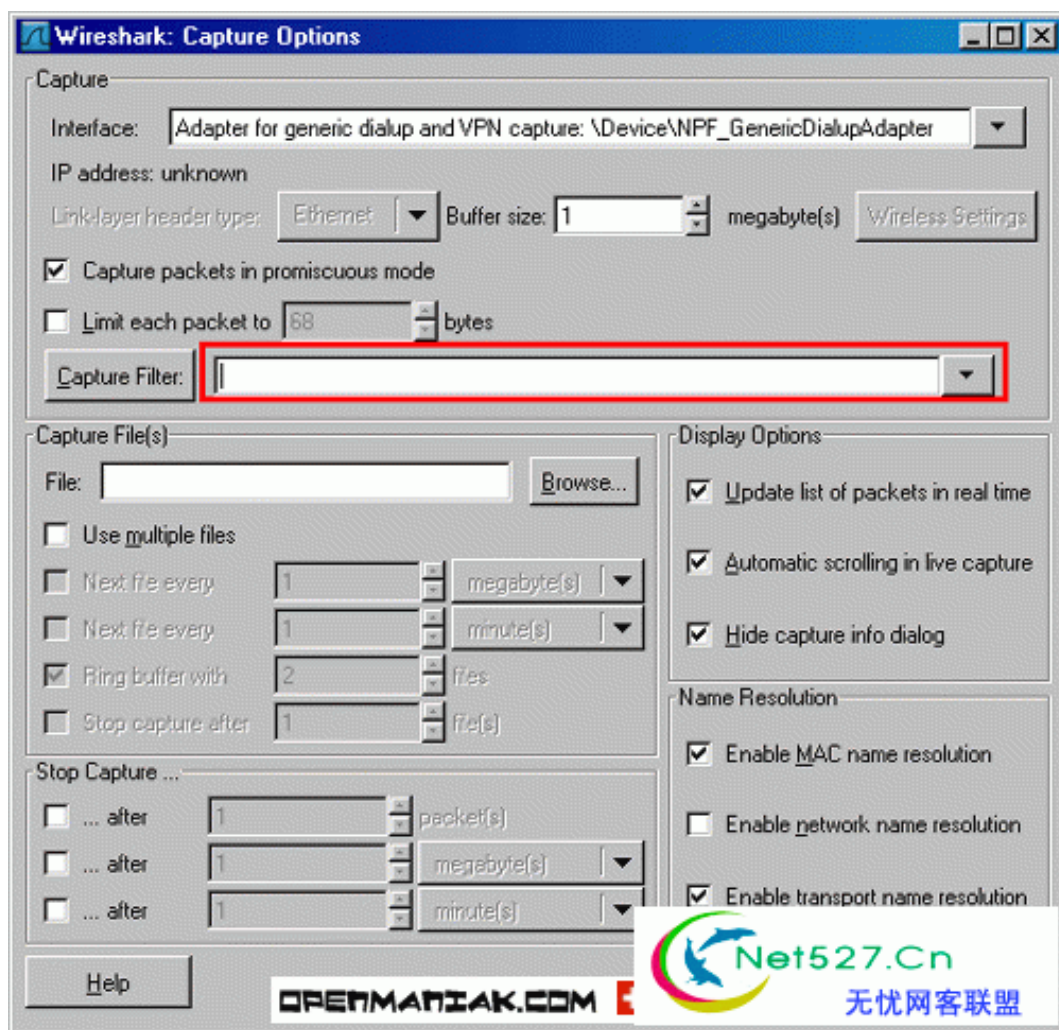 Wireshark: Capture Options
Capture
Interface: Adapter for generic dialup and VPN capture: \Device\NPF_GenericDialupAdapter
IP address: unknown
Link-layer header type: Ethernet Buffer size: 1 megabyte(s) Wireless Settings
Capture packets in promiscuous mode
Limit each packet to 68 bytes
Capture Filter:
Capture File(s)
File: Browse...
Use multiple files
Next file every 1 megabyte(s)
Next file every 1 minute(s)
Ring buffer with 2 files
Stop capture after 1 file(s)
Stop Capture ...
... after 1 packet(s)
... after 1 megabyte(s)
... after 1 minute(s)
Display Options
Update list of packets in real time
Automatic scrolling in live capture
Hide capture info dialog
Name Resolution
Enable MAC name resolution
Enable network name resolution
Enable transport name resolution
Help
OPENMANIAK.COM
Net527.Cn
无忧网客联盟